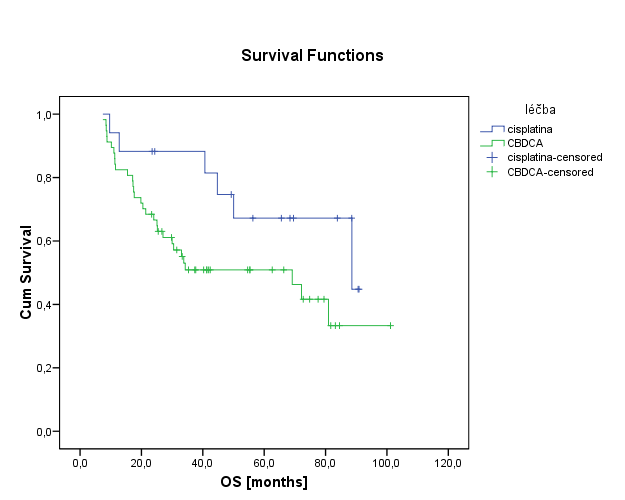 Survival Functions
léčba
cisplatina
CBDCA
cisplatina-censored
CBDCA-censored
Cum Survival
1,0
0,8
0,6
0,4
0,2
0,0
0,0 20,0 40,0 60,0 80,0 100,0 120,0
OS [months]